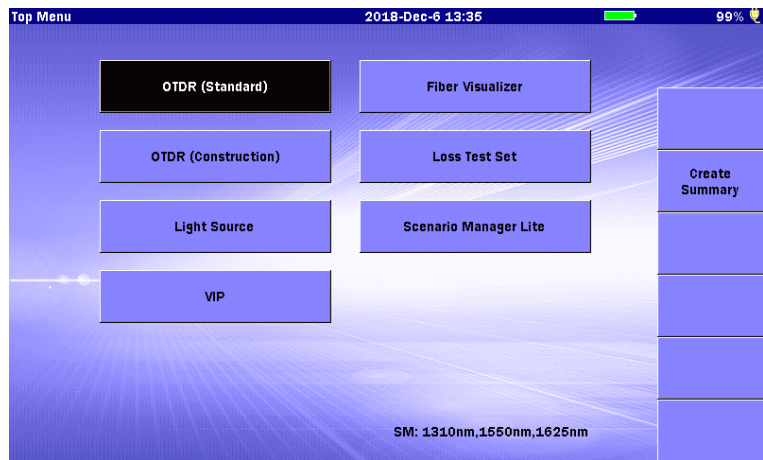 Top Menu 2018-Dec-6 13:35 99%
OTDR (Standard)
Fiber Visualizer
OTDR (Construction)
Loss Test Set
Create
Summary
Light Source
Scenario Manager Lite
VIP
SM: 1310nm,1550nm,1625nm